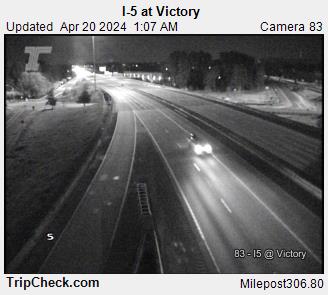 I-5 at Victory
Updated  Apr 20 2024  1:07 AM
Camera 83
S
83 - I5 @ Victory
TripCheck.com
Milepost306.80